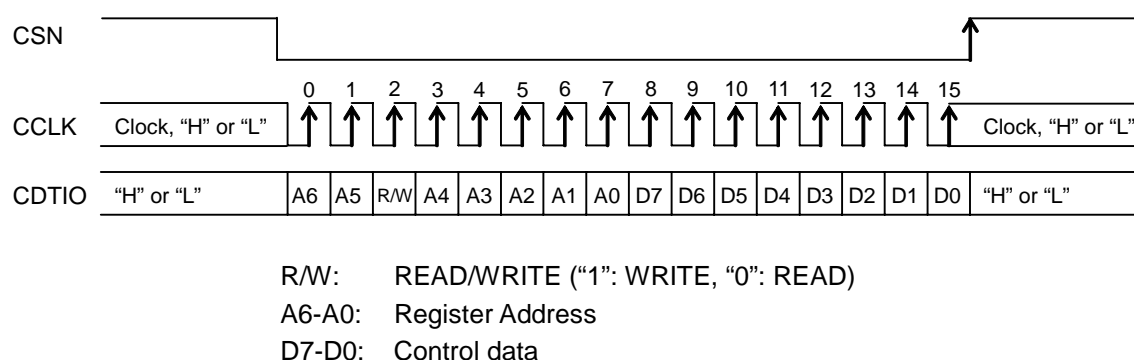 CSN
0 1 2 3 4 5 6 7 8 9 10 11 12 13 14 15
CCLK Clock, “H” or “L” Clock, “H” or “L”
CDTIO “H” or “L” A6 A5 R/W A4 A3 A2 A1 A0 D7 D6 D5 D4 D3 D2 D1 D0 “H” or “L”
R/W: READ/WRITE (“1”: WRITE, “0”: READ)
A6-A0: Register Address
D7-D0: Control data